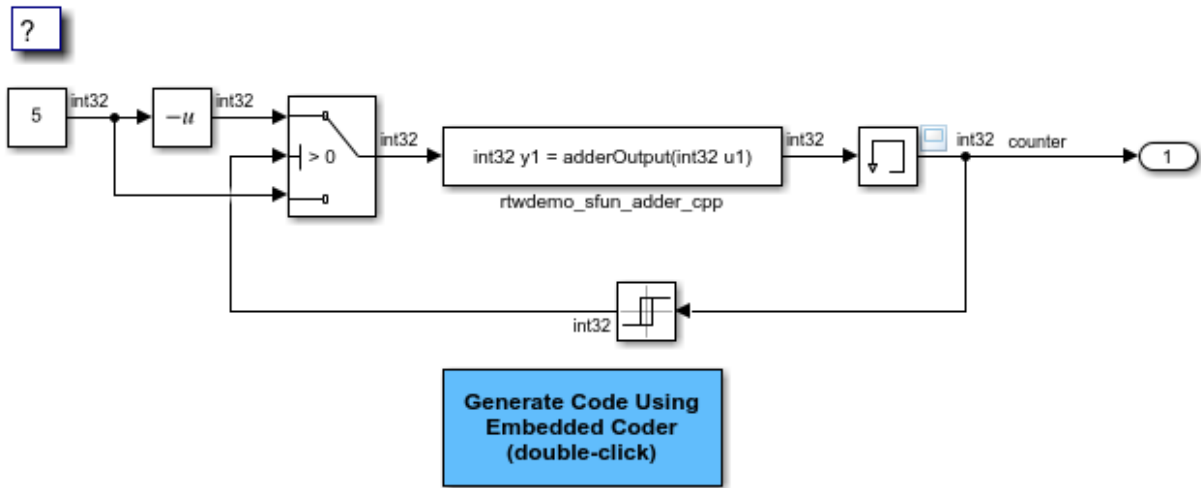 ?
5
int32
−u
int32
> 0
int32
int32 y1 = adderOutput(int32 u1)
int32
int32 counter
1
rtwdemo_sfun_adder_cpp
int32
Generate Code Using
Embedded Coder
(double-click)